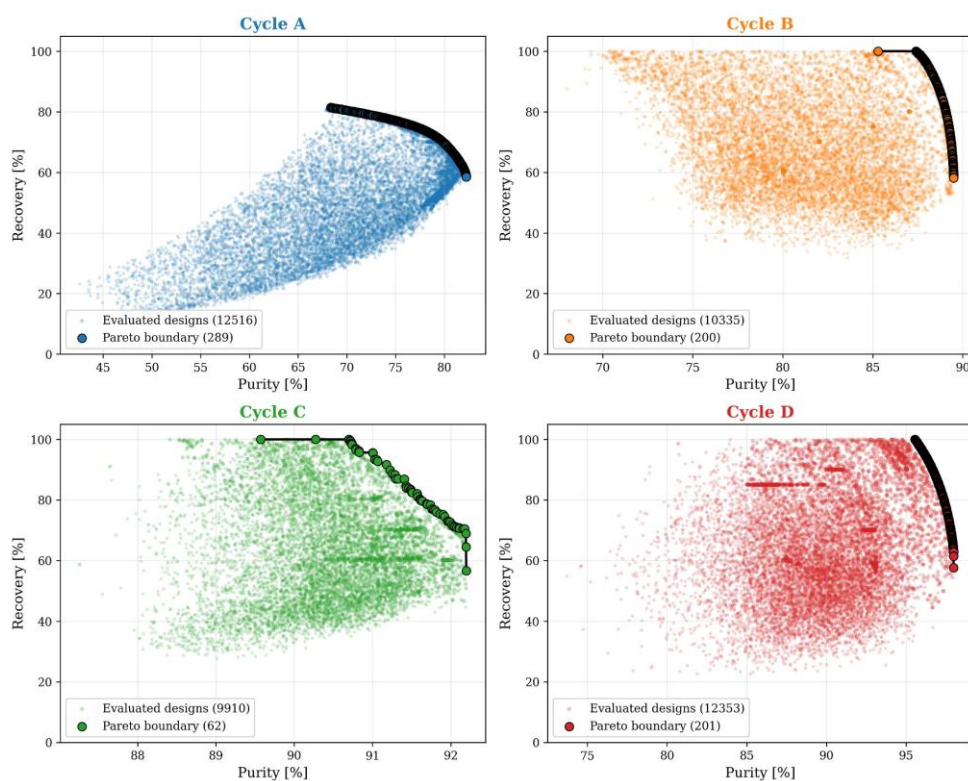 Cycle A
100
80
60
40
20
0
Recovery [%]
Evaluated designs (12516)
Pareto boundary (289)
45 50 55 60 65 70 75 80
Purity [%]
Cycle B
100
80
60
40
20
0
Recovery [%]
Evaluated designs (10335)
Pareto boundary (200)
70 75 80 85 90
Purity [%]
Cycle C
100
80
60
40
20
0
Recovery [%]
Evaluated designs (9910)
Pareto boundary (62)
88 89 90 91 92
Purity [%]
Cycle D
100
80
60
40
20
0
Recovery [%]
Evaluated designs (12353)
Pareto boundary (201)
75 80 85 90 95
Purity [%]